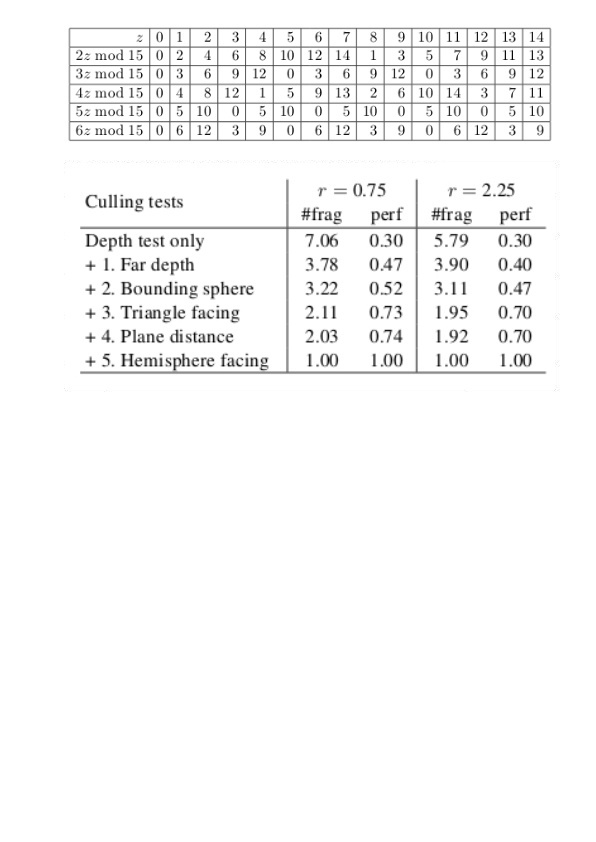 z 0 1 2 3 4 5 6 7 8 9 10 11 12 13 14
2z mod 15 0 2 4 6 8 10 12 14 1 3 5 7 9 11 13
3z mod 15 0 3 6 9 12 0 3 6 9 12 0 3 6 9 12
4z mod 15 0 4 8 12 1 5 9 13 2 6 10 14 3 7 11
5z mod 15 0 5 10 0 5 10 0 5 10 0 5 10 0 5 10
6z mod 15 0 6 12 3 9 0 6 12 3 9 0 6 12 3 9
Culling tests r = 0.75 r = 2.25
#frag perf #frag perf
Depth test only 7.06 0.30 5.79 0.30
+ 1. Far depth 3.78 0.47 3.90 0.40
+ 2. Bounding sphere 3.22 0.52 3.11 0.47
+ 3. Triangle facing 2.11 0.73 1.95 0.70
+ 4. Plane distance 2.03 0.74 1.92 0.70
+ 5. Hemisphere facing 1.00 1.00 1.00 1.00